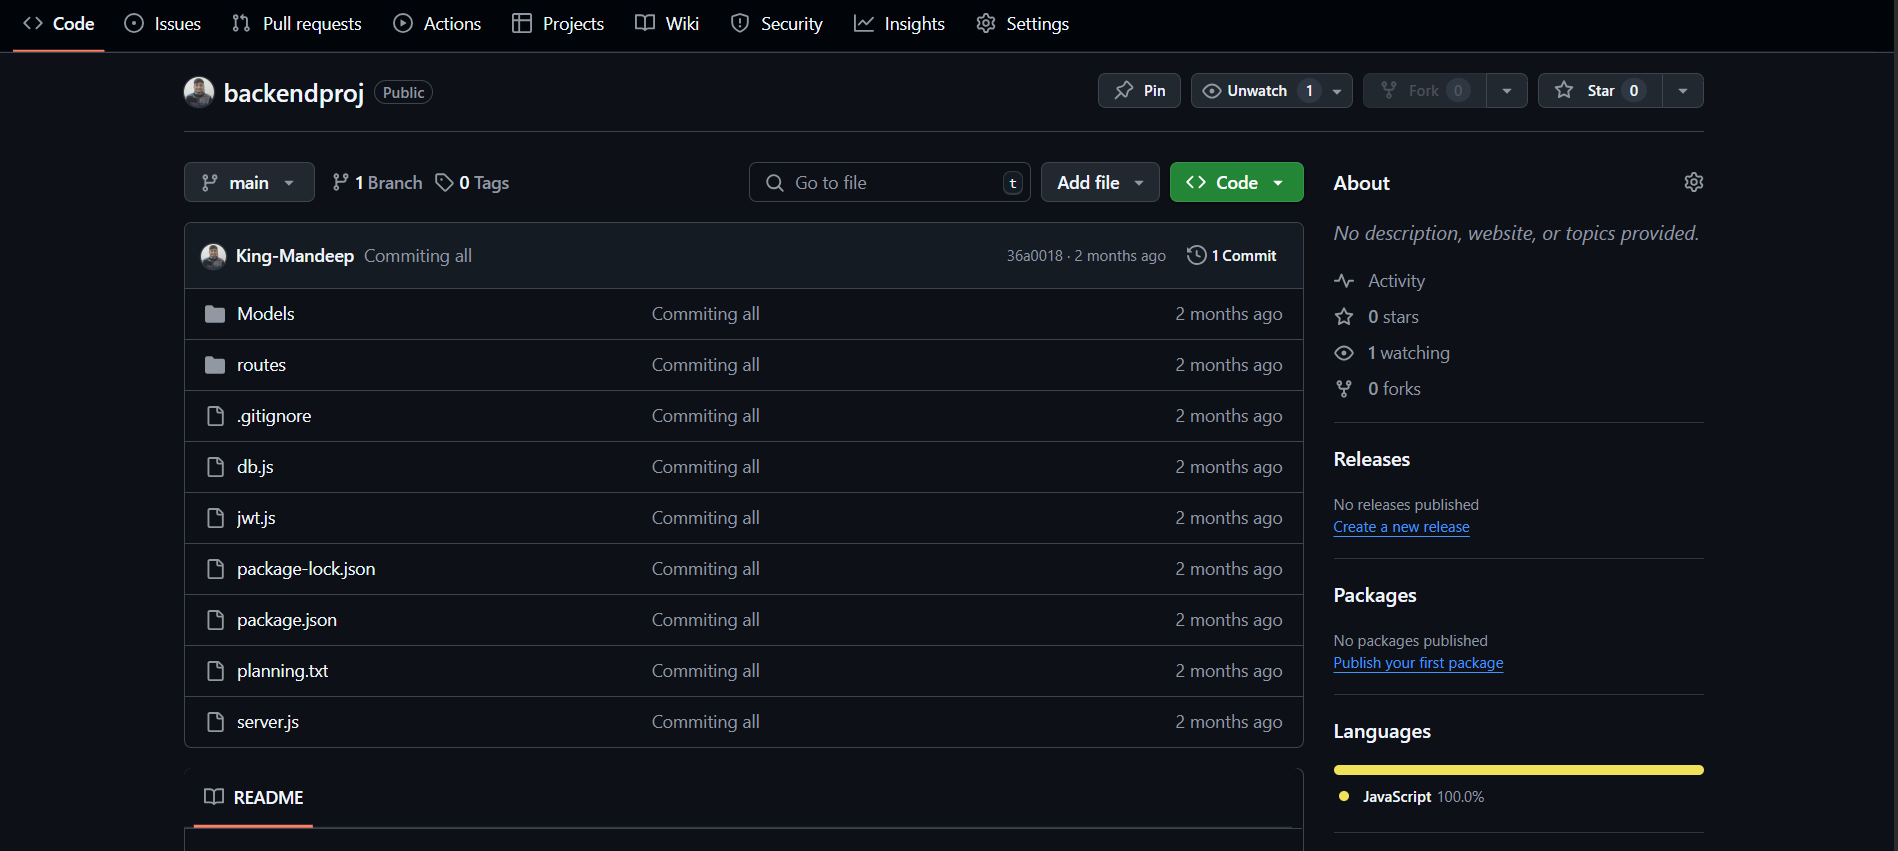 Code Issues Pull requests Actions Projects Wiki Security Insights Settings
backendproj Public Pin Unwatch 1 Fork 0 Star 0
main 1 Branch 0 Tags Go to file t Add file Code
King-Mandeep Commiting all 36a0018 · 2 months ago 1 Commit
Models Commiting all 2 months ago
routes Commiting all 2 months ago
.gitignore Commiting all 2 months ago
db.js Commiting all 2 months ago
jwt.js Commiting all 2 months ago
package-lock.json Commiting all 2 months ago
package.json Commiting all 2 months ago
planning.txt Commiting all 2 months ago
server.js Commiting all 2 months ago
README
About
No description, website, or topics provided.
Activity
0 stars
1 watching
0 forks
Releases
No releases published
Create a new release
Packages
No packages published
Publish your first package
Languages
JavaScript 100.0%